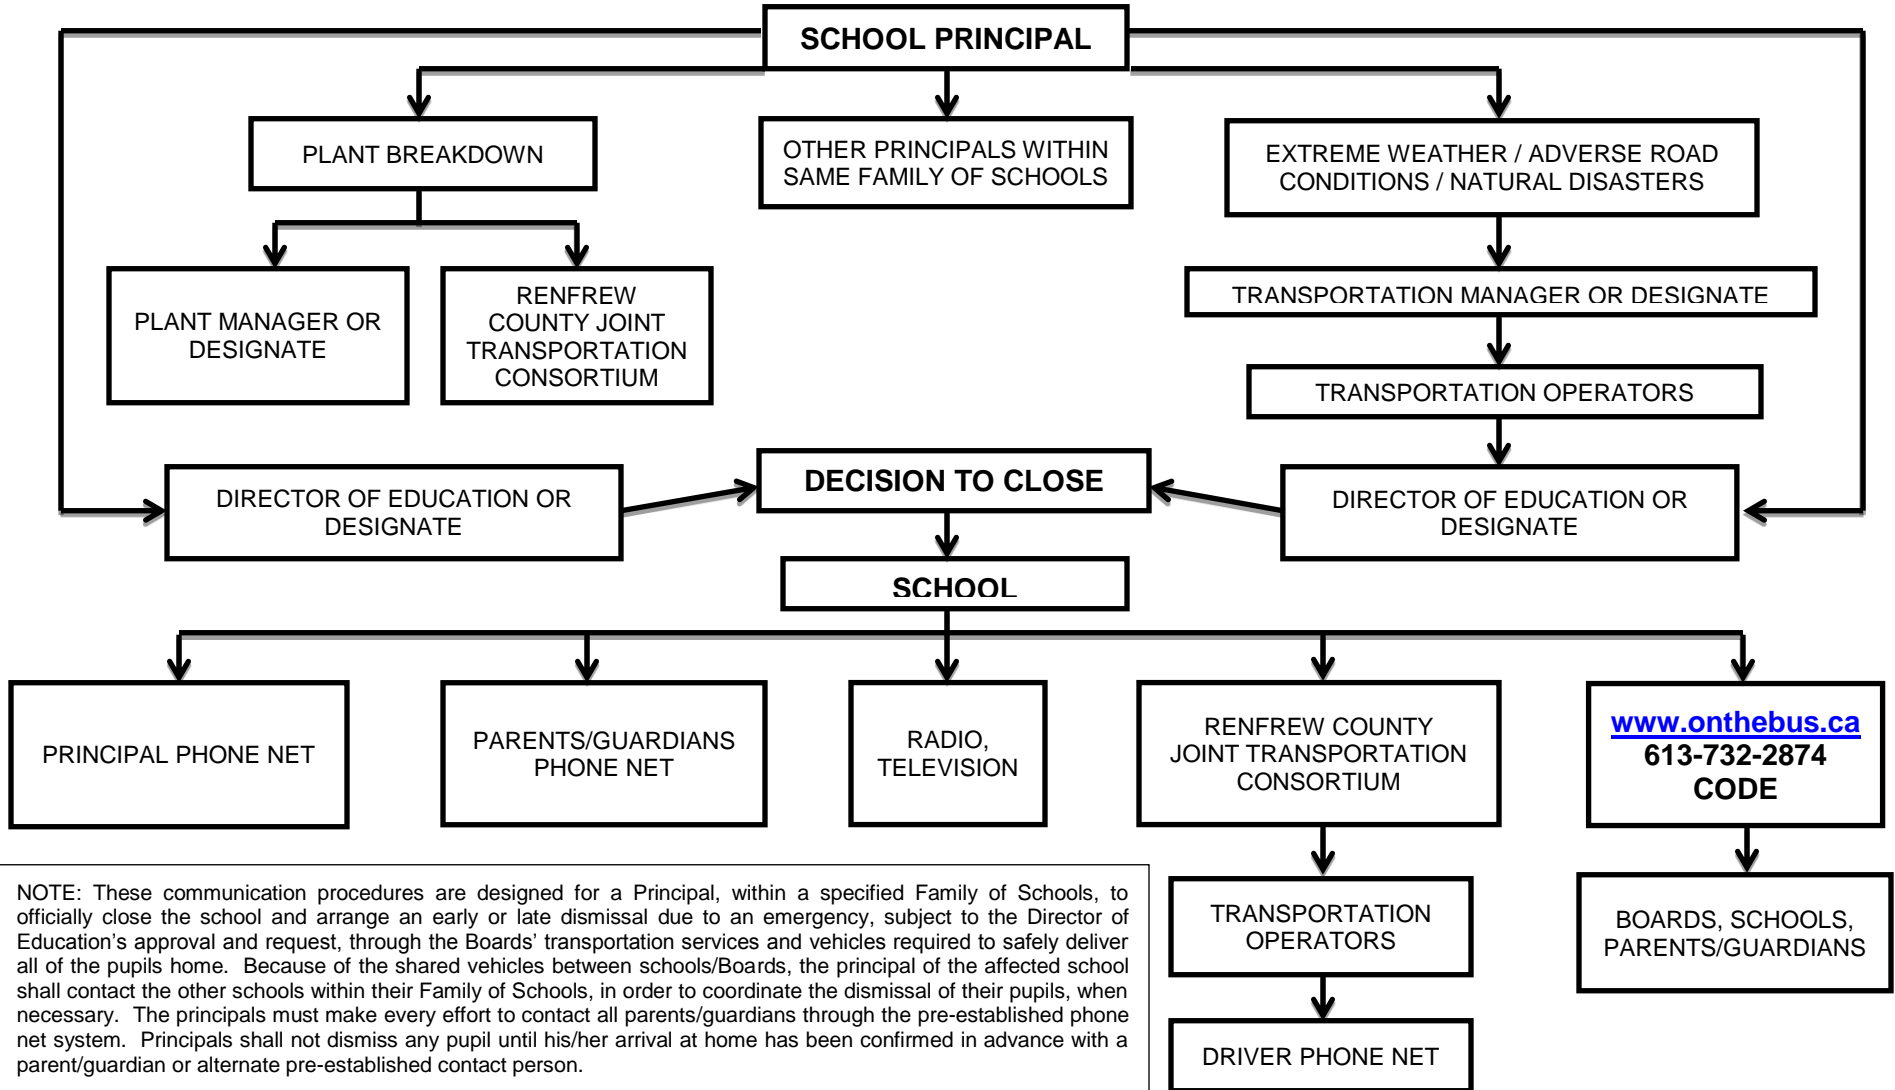 SCHOOL PRINCIPAL
PLANT BREAKDOWN
OTHER PRINCIPALS WITHIN
SAME FAMILY OF SCHOOLS
EXTREME WEATHER / ADVERSE ROAD
CONDITIONS / NATURAL DISASTERS
PLANT MANAGER OR
DESIGNATE
RENFREW
COUNTY JOINT
TRANSPORTATION
CONSORTIUM
TRANSPORTATION MANAGER OR DESIGNATE
TRANSPORTATION OPERATORS
DIRECTOR OF EDUCATION OR
DESIGNATE
DECISION TO CLOSE
DIRECTOR OF EDUCATION OR
DESIGNATE
SCHOOL
PRINCIPAL PHONE NET
PARENTS/GUARDIANS
PHONE NET
RADIO,
TELEVISION
RENFREW COUNTY
JOINT TRANSPORTATION
CONSORTIUM
www.onthebus.ca
613-732-2874
CODE
TRANSPORTATION
OPERATORS
BOARDS, SCHOOLS,
PARENTS/GUARDIANS
DRIVER PHONE NET
NOTE: These communication procedures are designed for a Principal, within a specified Family of Schools, to
officially close the school and arrange an early or late dismissal due to an emergency, subject to the Director of
Education's approval and request, through the Boards' transportation services and vehicles required to safely deliver
all of the pupils home. Because of the shared vehicles between schools/Boards, the principal of the affected school
shall contact the other schools within their Family of Schools, in order to coordinate the dismissal of their pupils, when
necessary. The principals must make every effort to contact all parents/guardians through the pre-established phone
net system. Principals shall not dismiss any pupil until his/her arrival at home has been confirmed in advance with a
parent/guardian or alternate pre-established contact person.